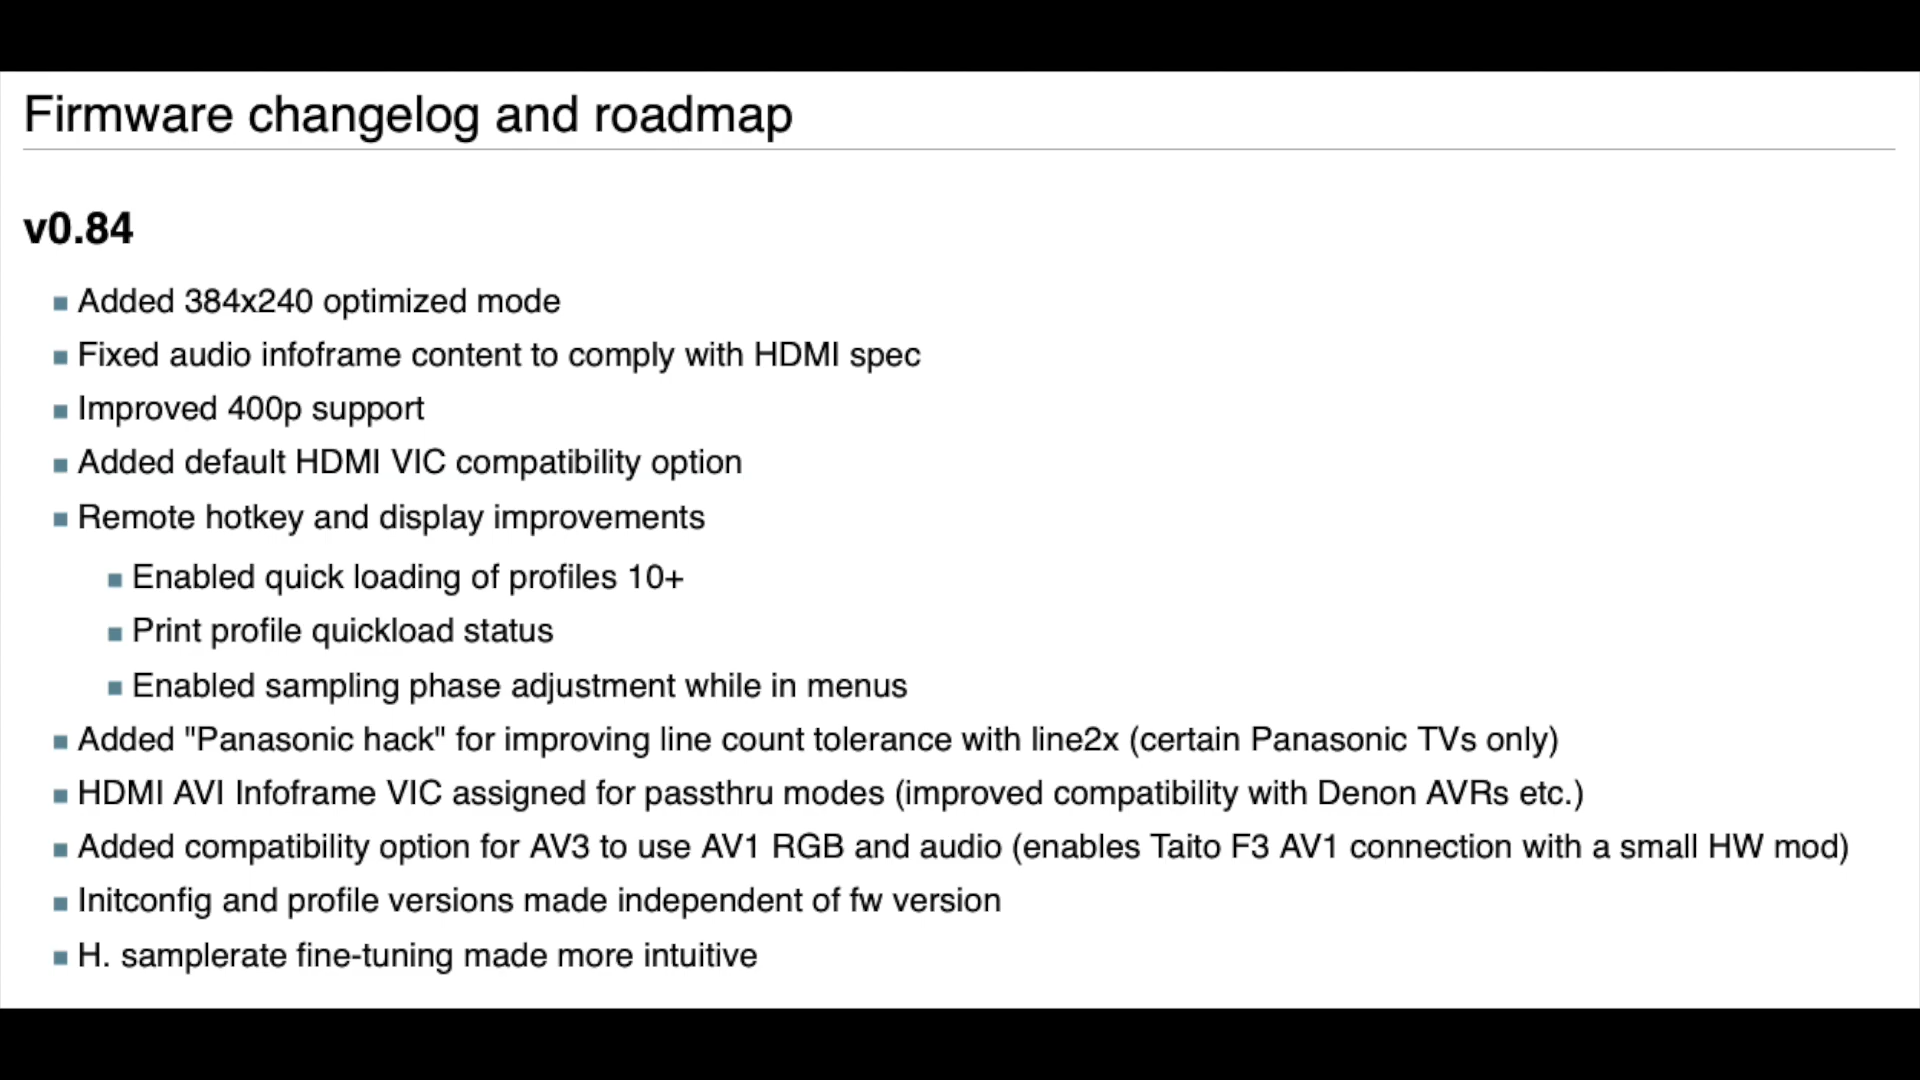 Firmware changelog and roadmap
v0.84
Added 384x240 optimized mode
Fixed audio infoframe content to comply with HDMI spec
Improved 400p support
Added default HDMI VIC compatibility option
Remote hotkey and display improvements
Enabled quick loading of profiles 10+
Print profile quickload status
Enabled sampling phase adjustment while in menus
Added "Panasonic hack" for improving line count tolerance with line2x (certain Panasonic TVs only)
HDMI AVI Infoframe VIC assigned for passthru modes (improved compatibility with Denon AVRs etc.)
Added compatibility option for AV3 to use AV1 RGB and audio (enables Taito F3 AV1 connection with a small HW mod)
Initconfig and profile versions made independent of fw version
H. samplerate fine-tuning made more intuitive